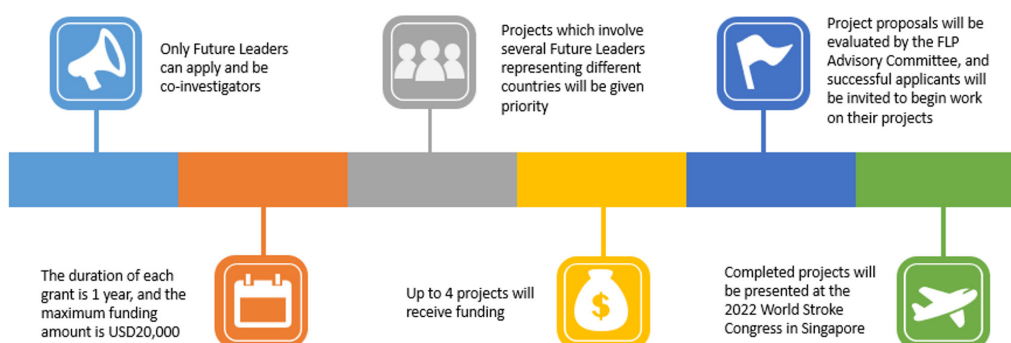 Only Future Leaders
can apply and be
co-investigators
The duration of each
grant is 1 year, and the
maximum funding
amount is USD20,000
Projects which involve
several Future Leaders
representing different
countries will be given
priority
Up to 4 projects will
receive funding
$
Project proposals will be
evaluated by the FLP
Advisory Committee, and
successful applicants will
be invited to begin work
on their projects
Completed projects will
be presented at the
2022 World Stroke
Congress in Singapore